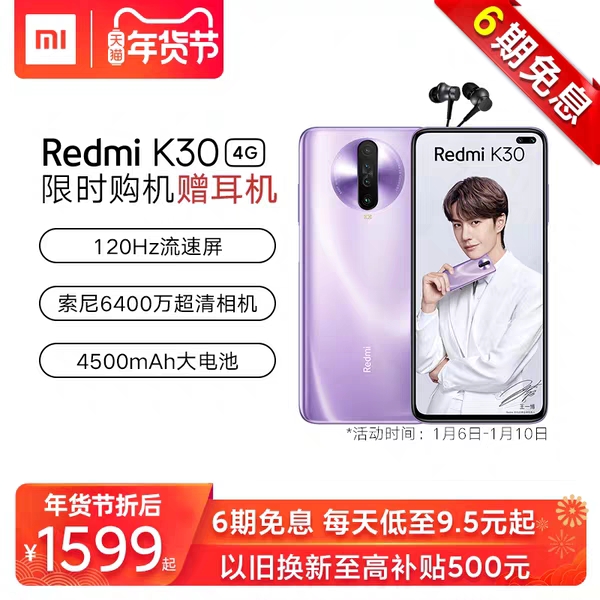 mi
天猫 年货节
6期免息
Redmi K30 4G
限时购机赠耳机
120Hz流速屏
索尼6400万超清相机
4500mAh大电池
Redmi
Redmi K30
王一博
*活动时间：1月6日-1月10日
年货节折后
¥1599起
6期免息 每天低至9.5元起
以旧换新至高补贴500元